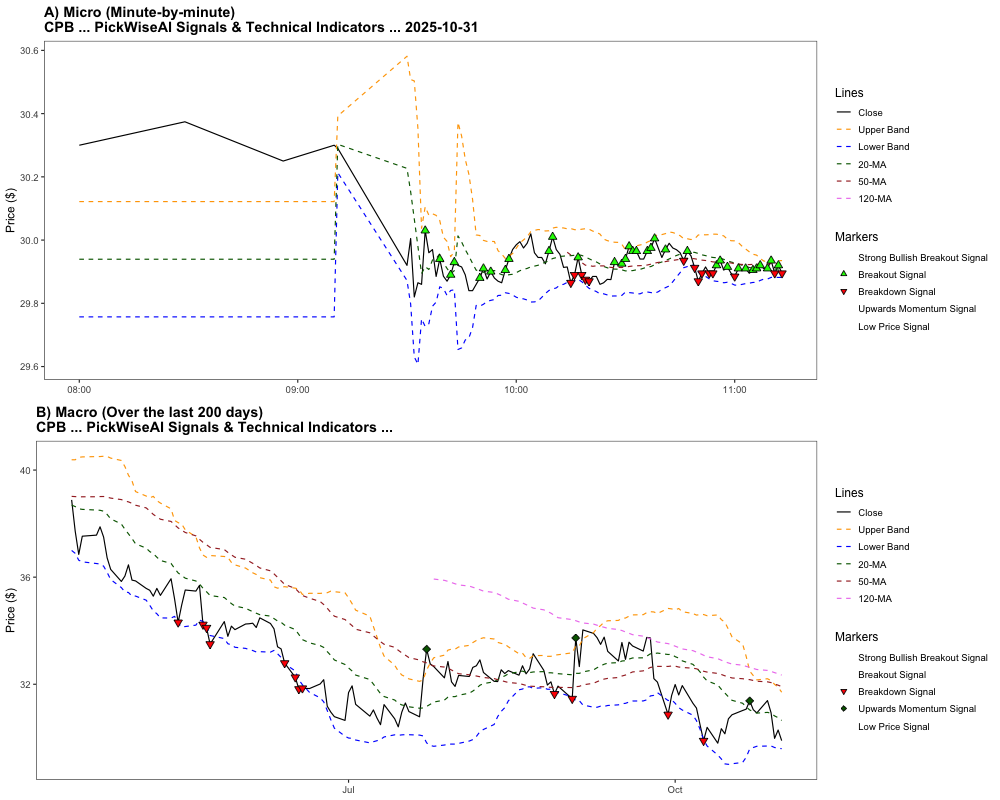 A) Micro (Minute-by-minute)
CPB ... PickWiseAI Signals & Technical Indicators ... 2025-10-31
30.6
30.4
30.2
30.0
29.8
29.6
Price ($)
08:00
09:00
10:00
11:00
Lines
Close
Upper Band
Lower Band
20-MA
50-MA
120-MA
Markers
Strong Bullish Breakout Signal
Breakout Signal
Breakdown Signal
Upwards Momentum Signal
Low Price Signal
B) Macro (Over the last 200 days)
CPB ... PickWiseAI Signals & Technical Indicators ...
40
36
32
Price ($)
Jul
Oct
Lines
Close
Upper Band
Lower Band
20-MA
50-MA
120-MA
Markers
Strong Bullish Breakout Signal
Breakout Signal
Breakdown Signal
Upwards Momentum Signal
Low Price Signal